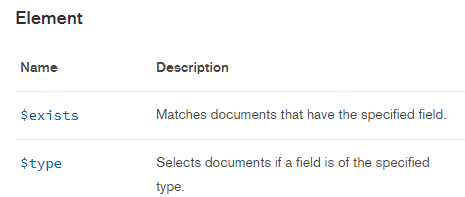 Element
Name Description
$exists Matches documents that have the specified field.
$type Selects documents if a field is of the specified
type.